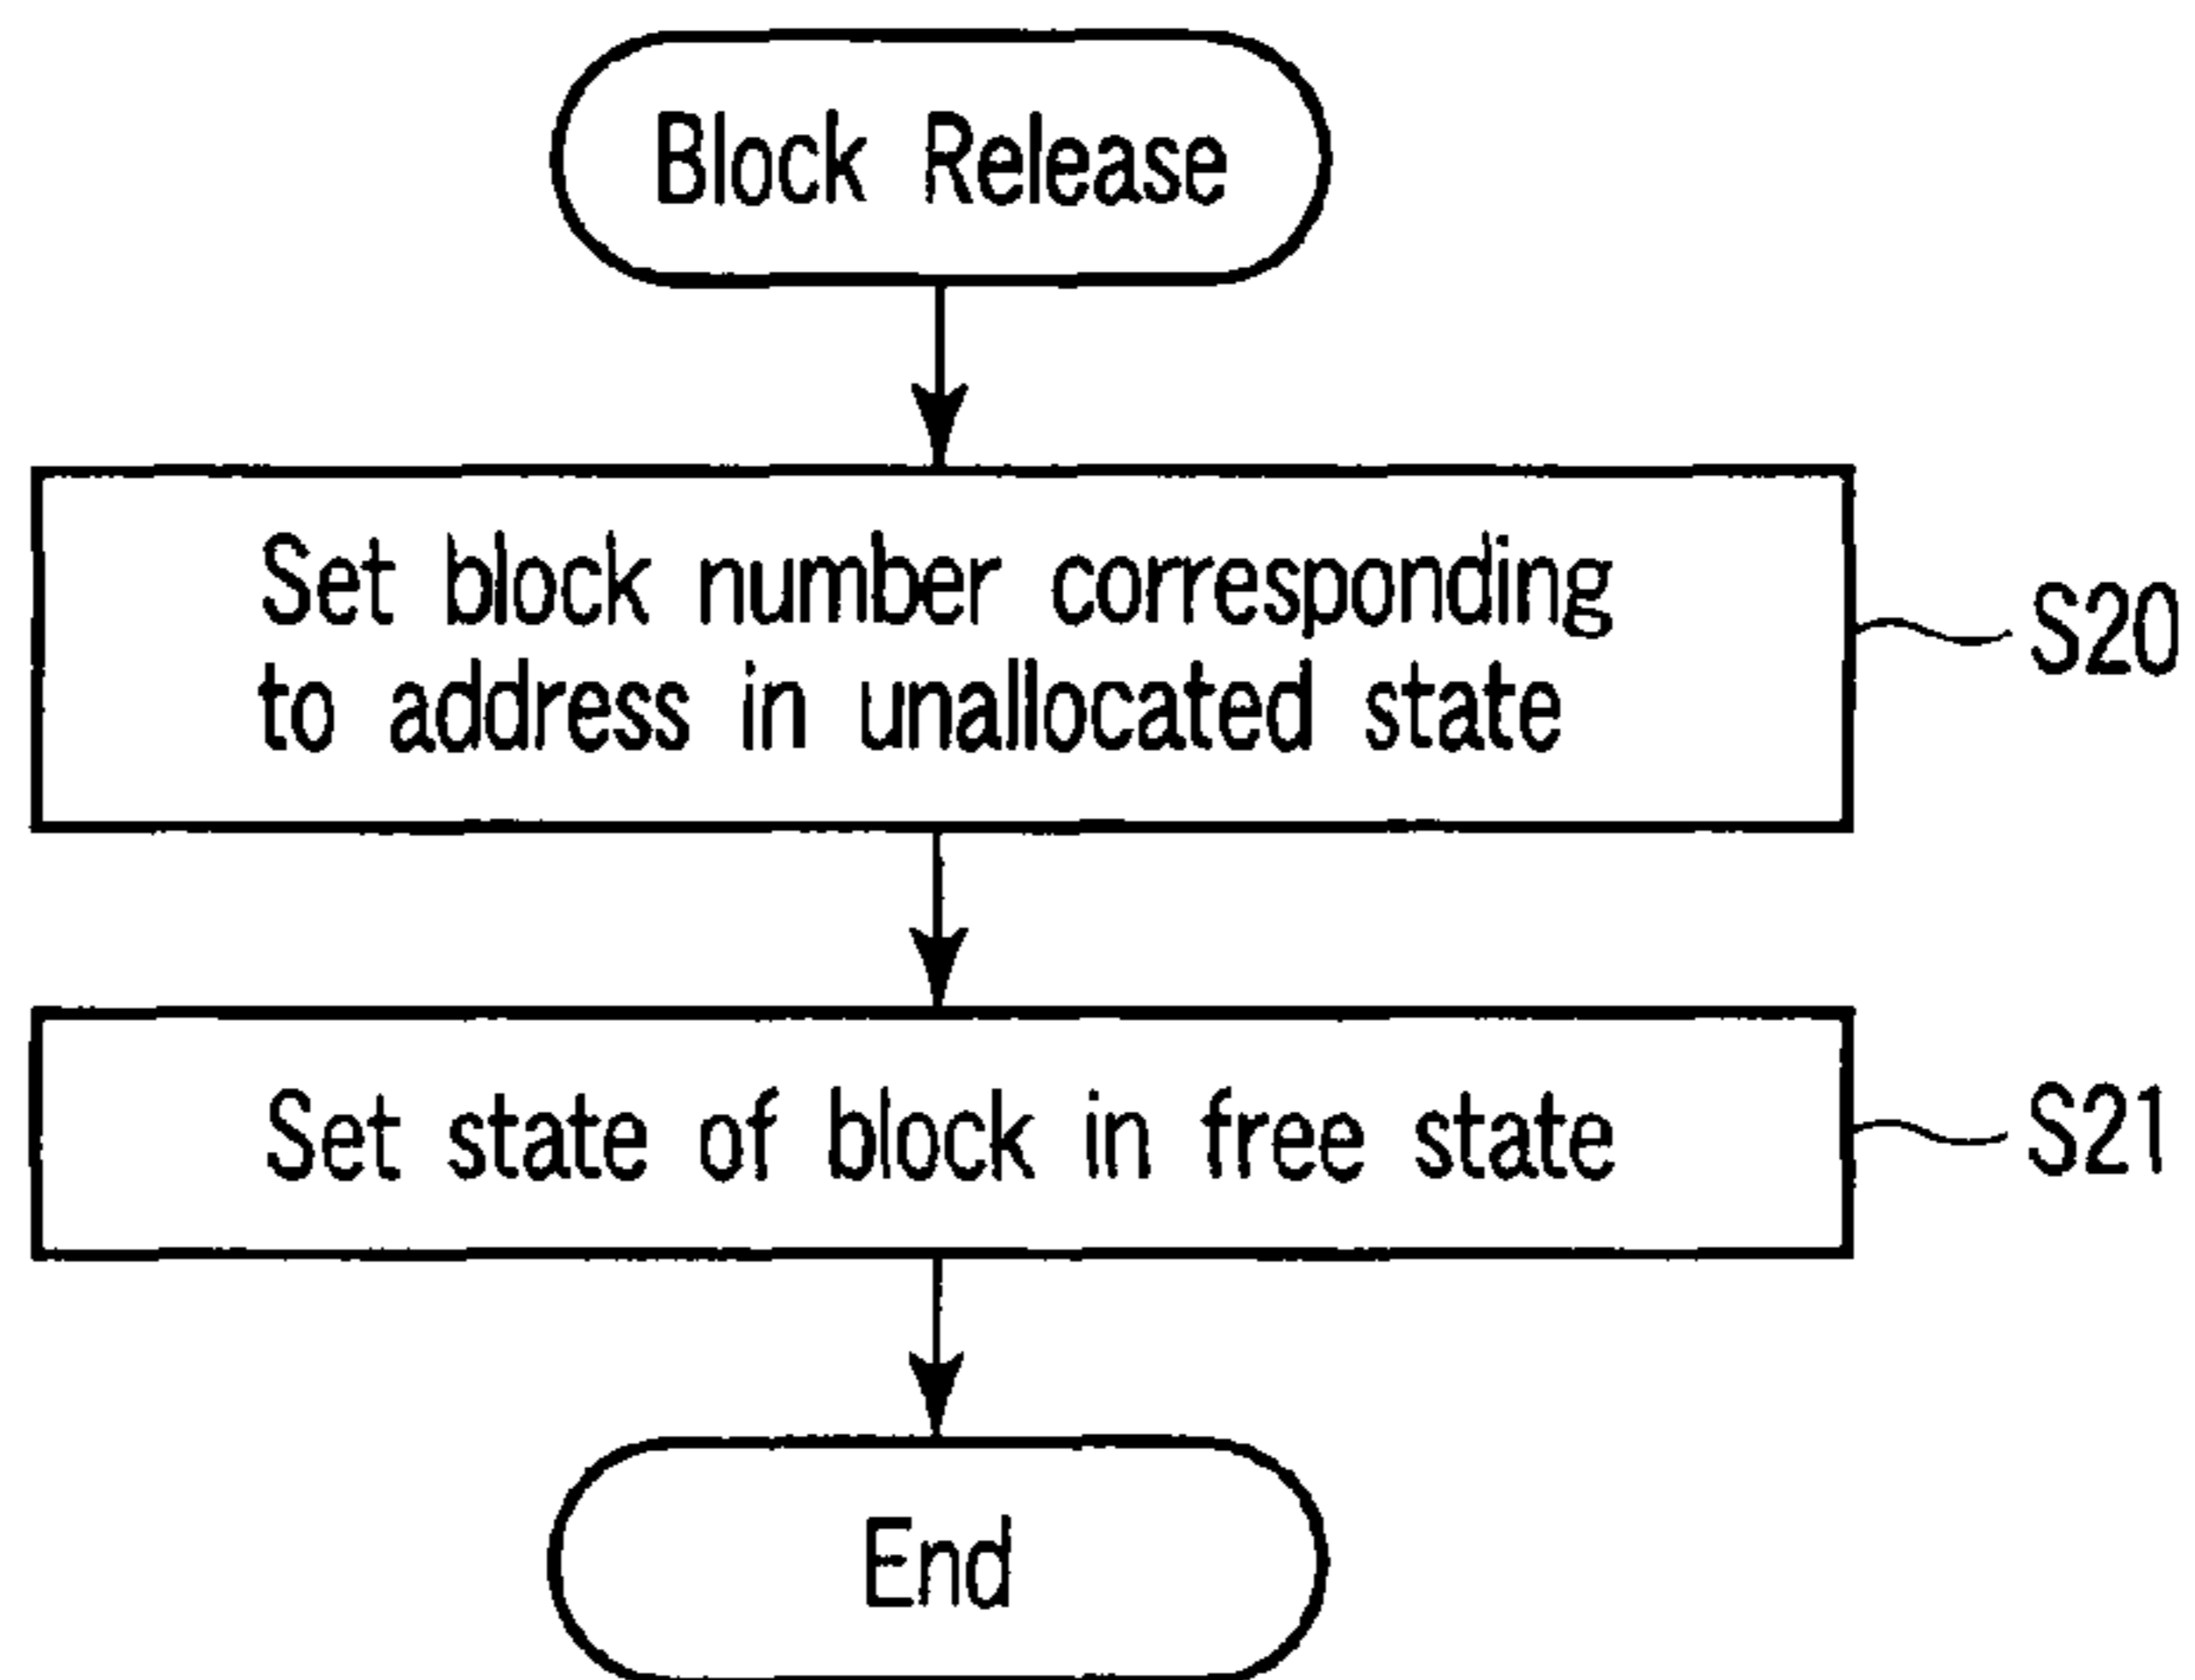 Block Release
Set block number corresponding
to address in unallocated state
S20
Set state of block in free state
S21
End